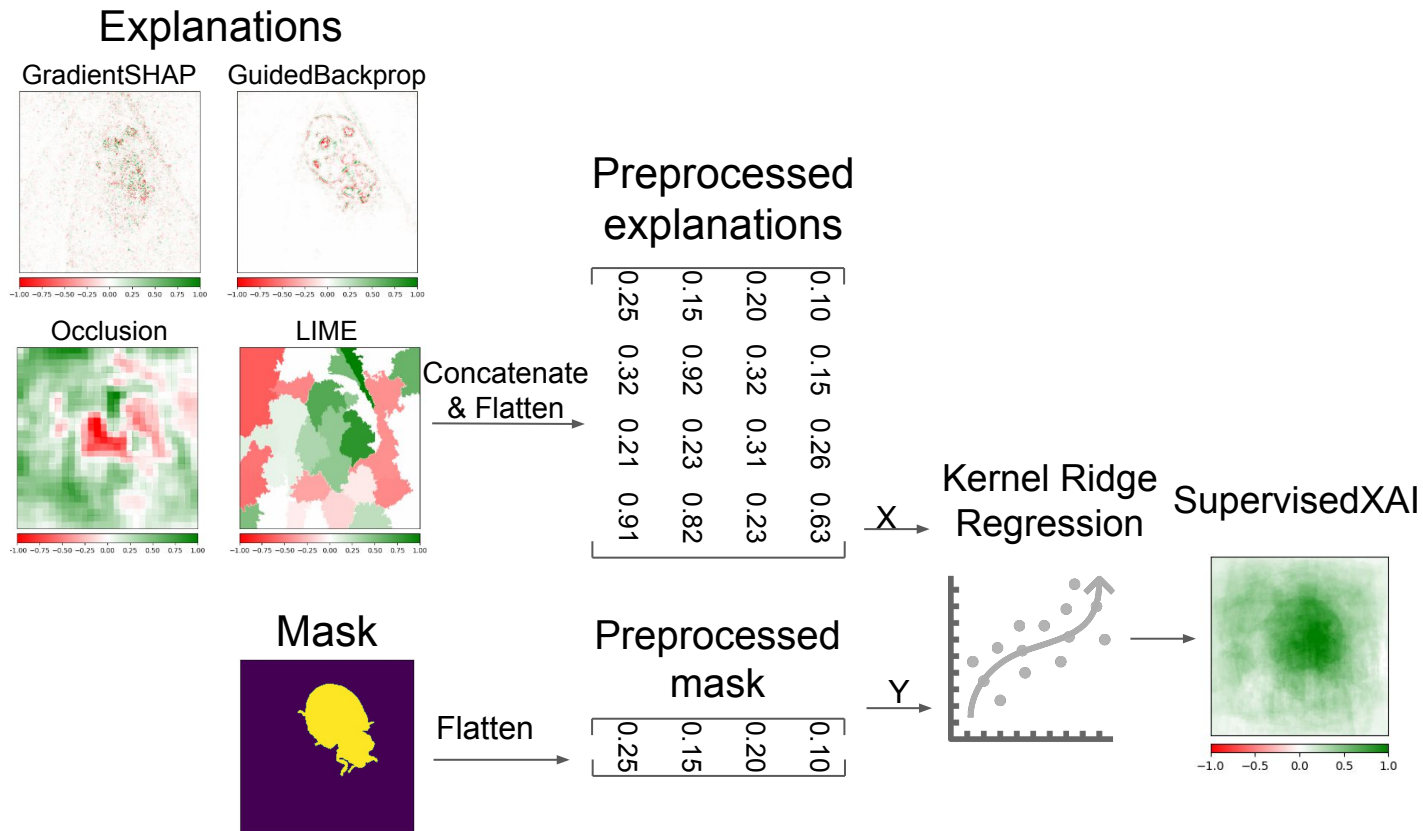 Explanations
GradientSHAP GuidedBackprop
−1.00 −0.75 −0.50 −0.25 0.00 0.25 0.50 0.75 1.00 −1.00 −0.75 −0.50 −0.25 0.00 0.25 0.50 0.75 1.00
Occlusion LIME
−1.00 −0.75 −0.50 −0.25 0.00 0.25 0.50 0.75 1.00 −1.00 −0.75 −0.50 −0.25 0.00 0.25 0.50 0.75 1.00
Concatenate
& Flatten
Preprocessed
explanations
0.25 0.15 0.20 0.10
0.32 0.92 0.32 0.15
0.21 0.23 0.31 0.26
0.91 0.82 0.23 0.63
X
Kernel Ridge
Regression
SupervisedXAI
−1.0 −0.5 0.0 0.5 1.0
Mask
Flatten
Preprocessed
mask
0.25 0.15 0.20 0.10
Y